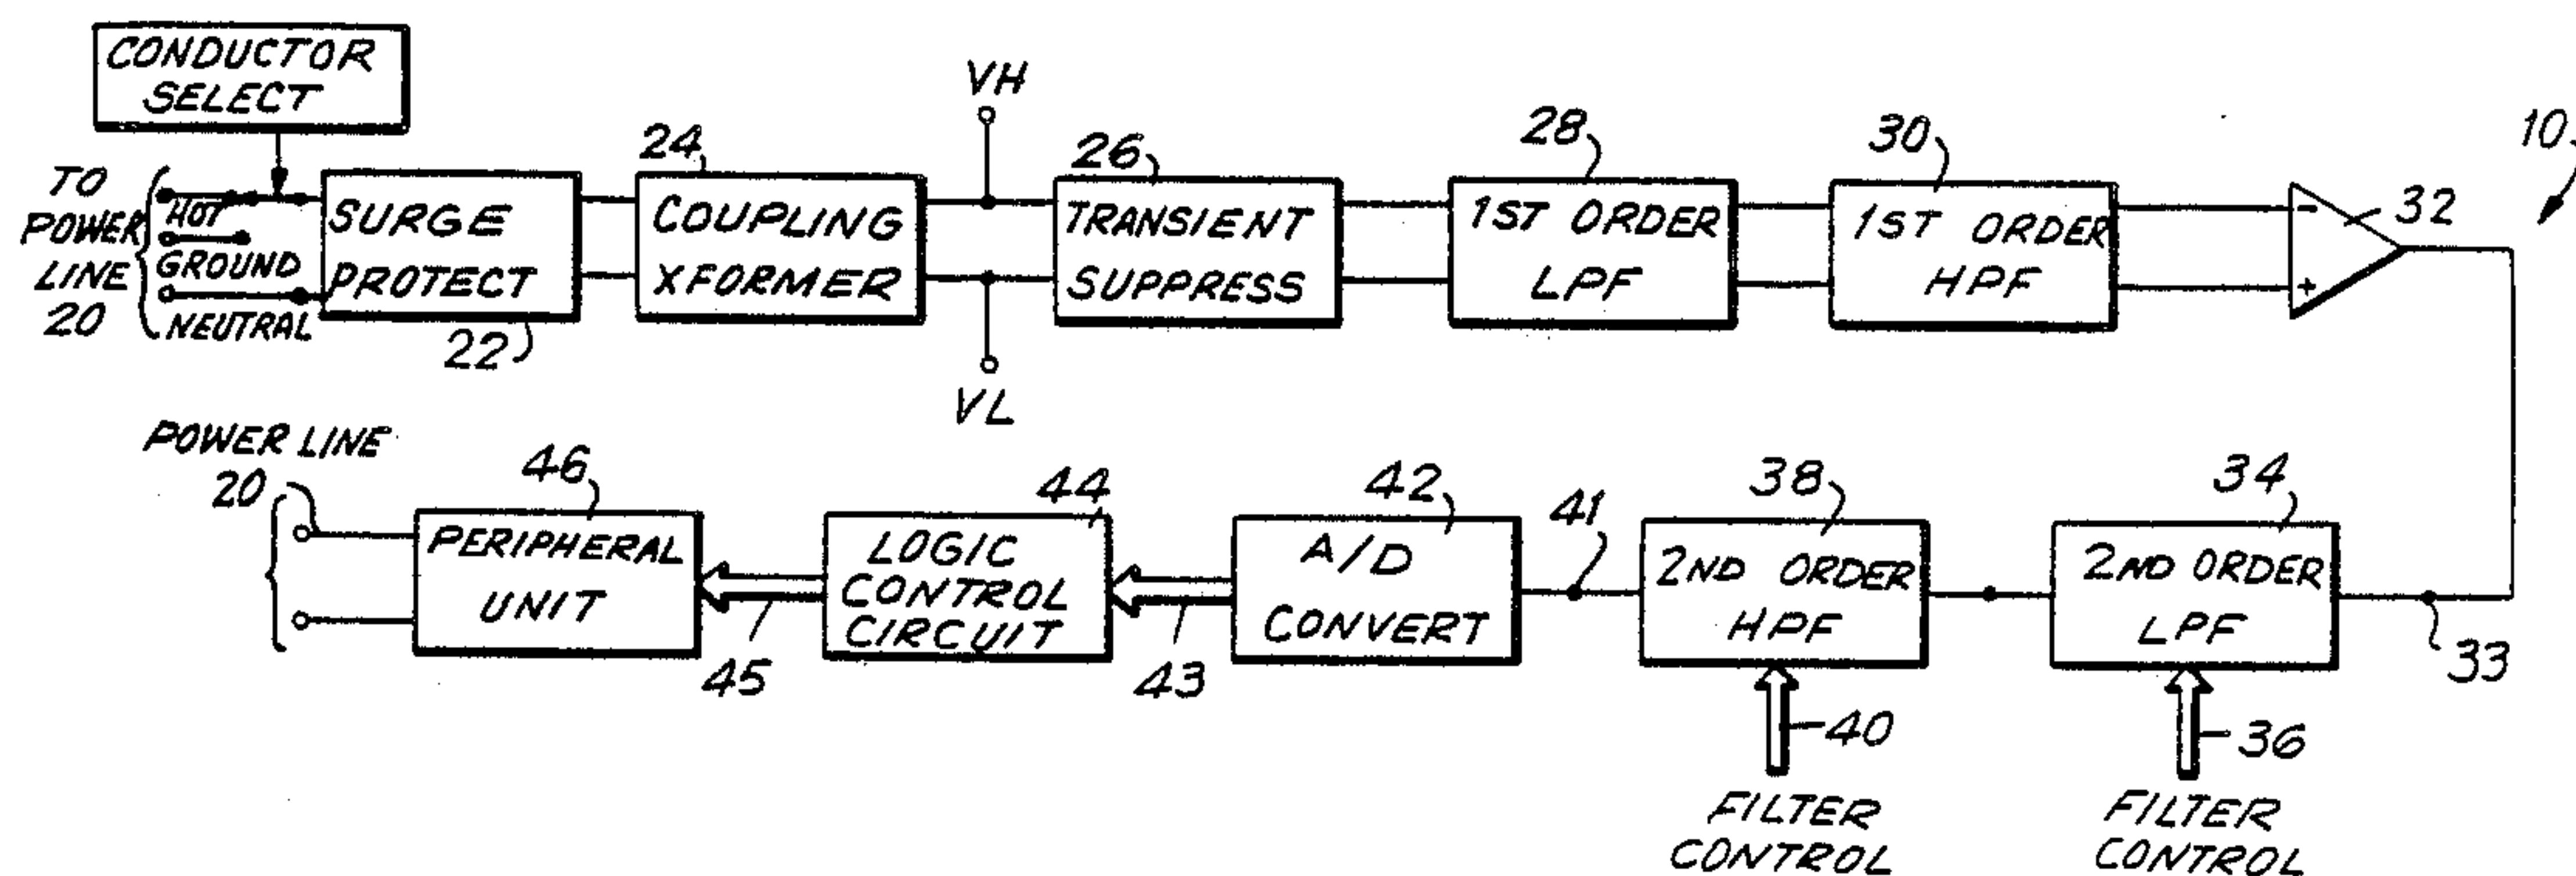 CONDUCTOR
SELECT
TO
POWER
LINE
20
HOT
GROUND
NEUTRAL
SURGE
PROTECT
22
24
COUPLING
XFORMER
VH
VL
26
TRANSIENT
SUPPRESS
28
1ST ORDER
LPF
30
1ST ORDER
HPF
-
+
32
10
POWER LINE
20
46
PERIPHERAL
UNIT
45
44
LOGIC
CONTROL
CIRCUIT
43
42
A/D
CONVERT
41
38
2ND ORDER
HPF
40
FILTER
CONTROL
34
2ND ORDER
LPF
36
FILTER
CONTROL
33